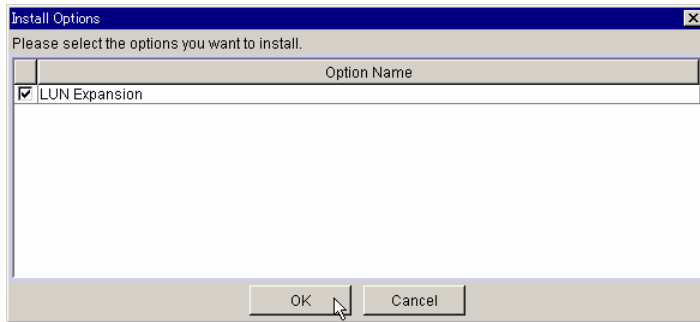 Install Options
Please select the options you want to install.
Option Name
LUN Expansion
OK Cancel